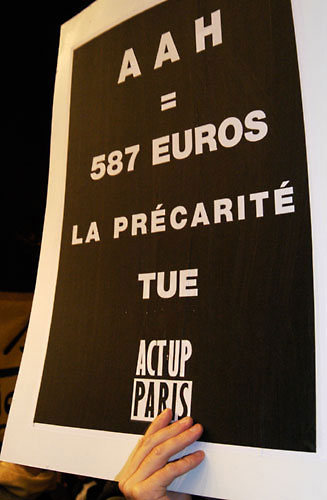 AAH
=
587 EUROS
LA PRÉCARITÉ
TUE
ACT UP
PARIS